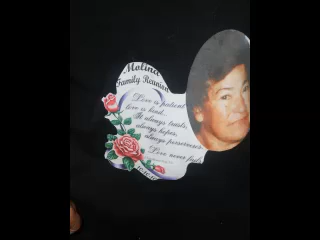 Molina
Family Reunion
Love is patient
love is kind.
It always trusts,
always hopes,
always perseveres.
Love never fails